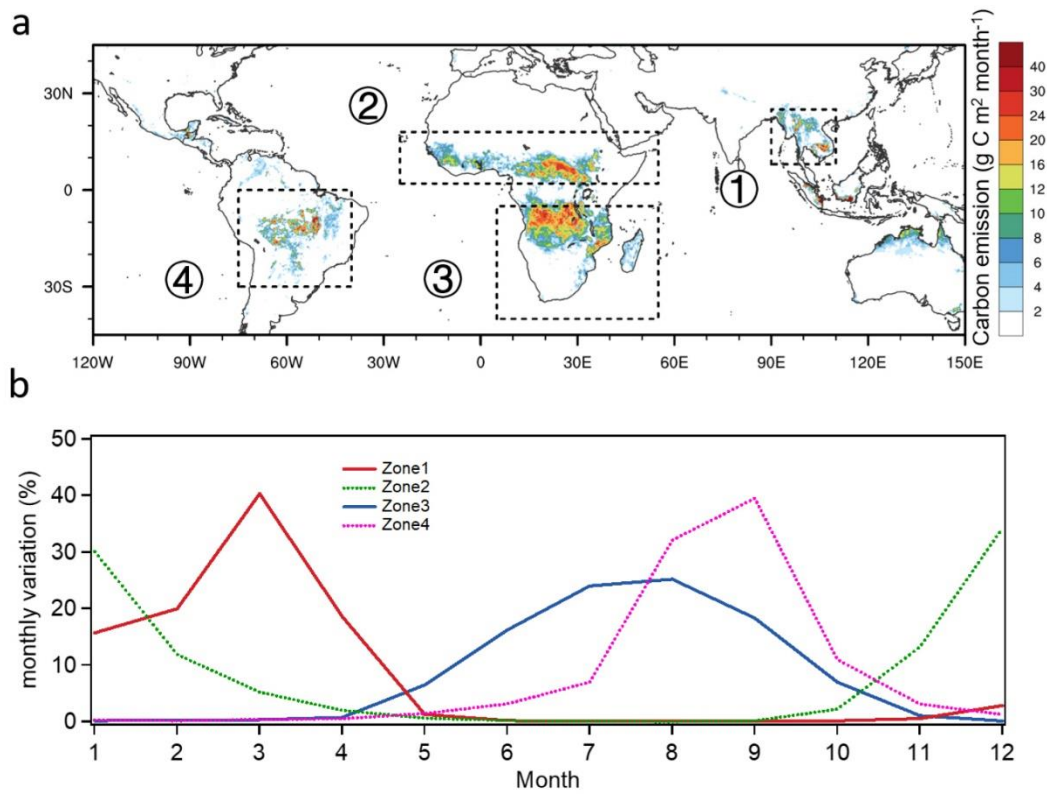 a
30N
0
30S
120W 90W 60W 30W 0 30E 60E 90E 120E 150E
②
①
③
④
40
30
24
20
16
12
10
8
6
4
2
Carbon emission (g C m² month⁻¹)
b
50
40
30
20
10
0
monthly variation (%)
Zone1
Zone2
Zone3
Zone4
1 2 3 4 5 6 7 8 9 10 11 12
Month